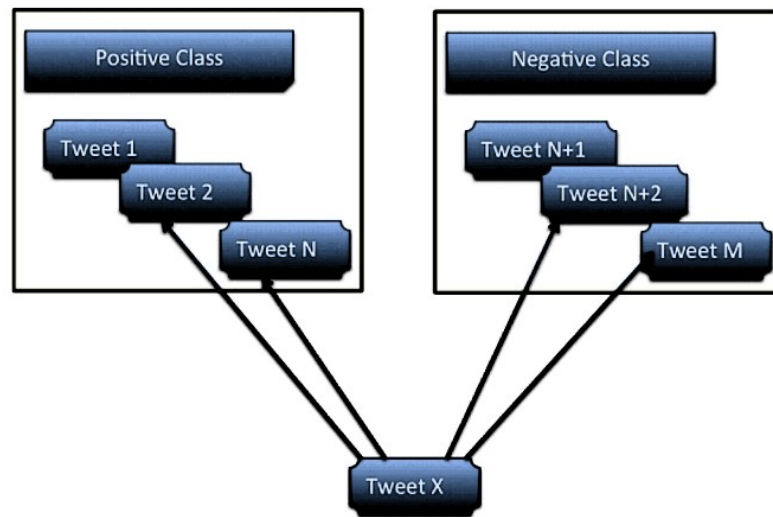 Positive Class
Negative Class
Tweet 1
Tweet 2
Tweet N
Tweet N+1
Tweet N+2
Tweet M
Tweet X